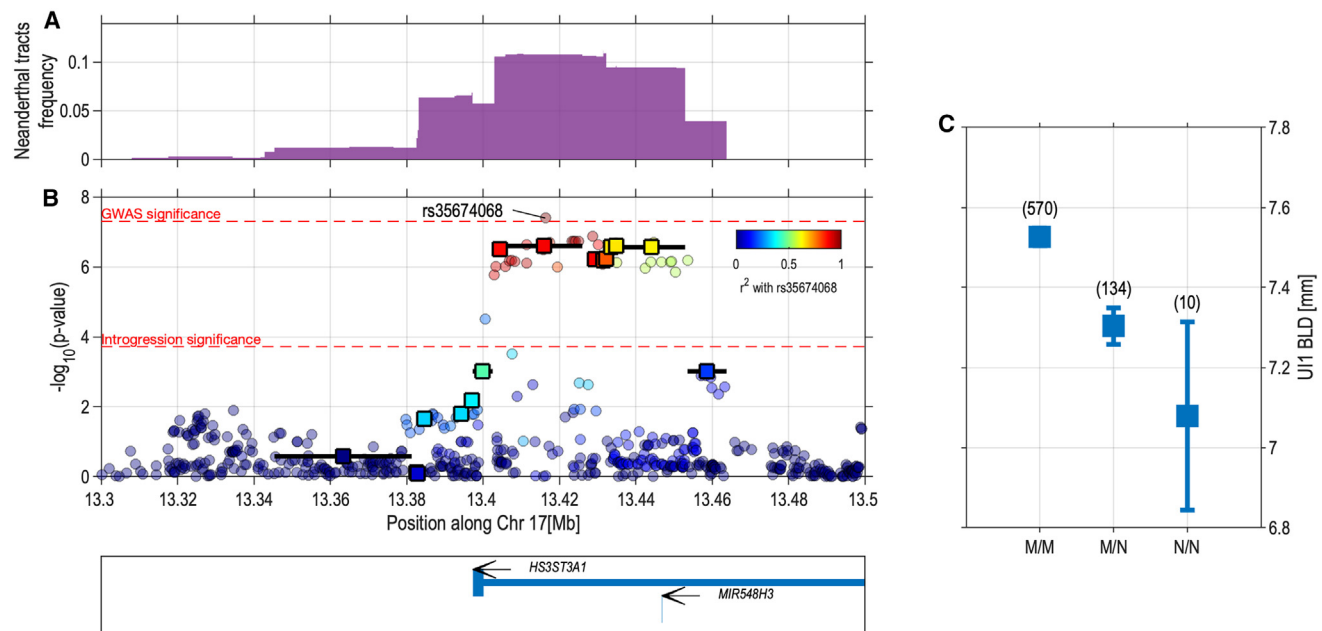 A
Neanderthal tracts
frequency
0.1
0.05
0
B
8
6
4
2
0
-log10(p-value)
GWAS significance
rs35674068
Introgression significance
0 0.5 1
r2 with rs35674068
13.3 13.32 13.34 13.36 13.38 13.4 13.42 13.44 13.46 13.48 13.5
Position along Chr 17[Mb]
HS3ST3A1
MIR548H3
C
(570)
(134)
(10)
7.8
7.6
7.4
7.2
7
6.8
UI1 BLD [mm]
M/M M/N N/N